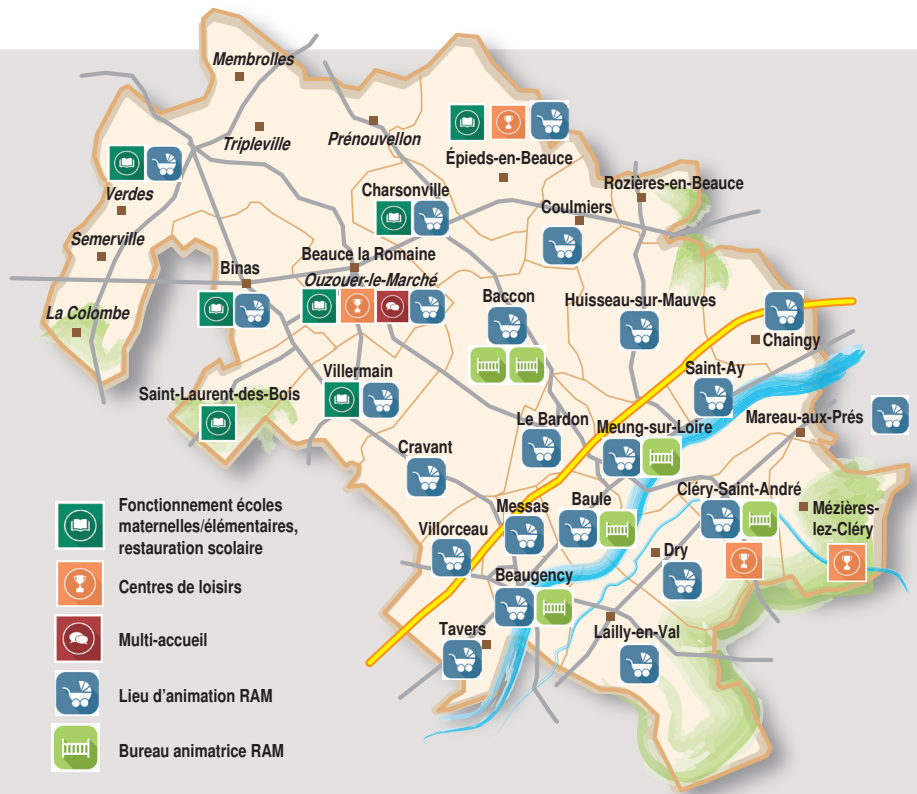 Membrolles
Tripleville
Prénouvellon
Épieds-en-Beauce
Verdes
Charsonville
Rozières-en-Beauce
Coulmiers
Semerville
Binas
Beauce la Romaine
Ouzouer-le-Marché
Baccon
Huisseau-sur-Mauves
La Colombe
Chaingy
Saint-Laurent-des-Bois
Villermain
Saint-Ay
Le Bardon
Meung-sur-Loire
Mareau-aux-Prés
Cravant
Messas
Baule
Cléry-Saint-André
Mézières-
lez-Cléry
Villorceau
Dry
Beaugency
Tavers
Lailly-en-Val
Fonctionnement écoles
maternelles/élémentaires,
restauration scolaire
Centres de loisirs
Multi-accueil
Lieu d'animation RAM
Bureau animatrice RAM